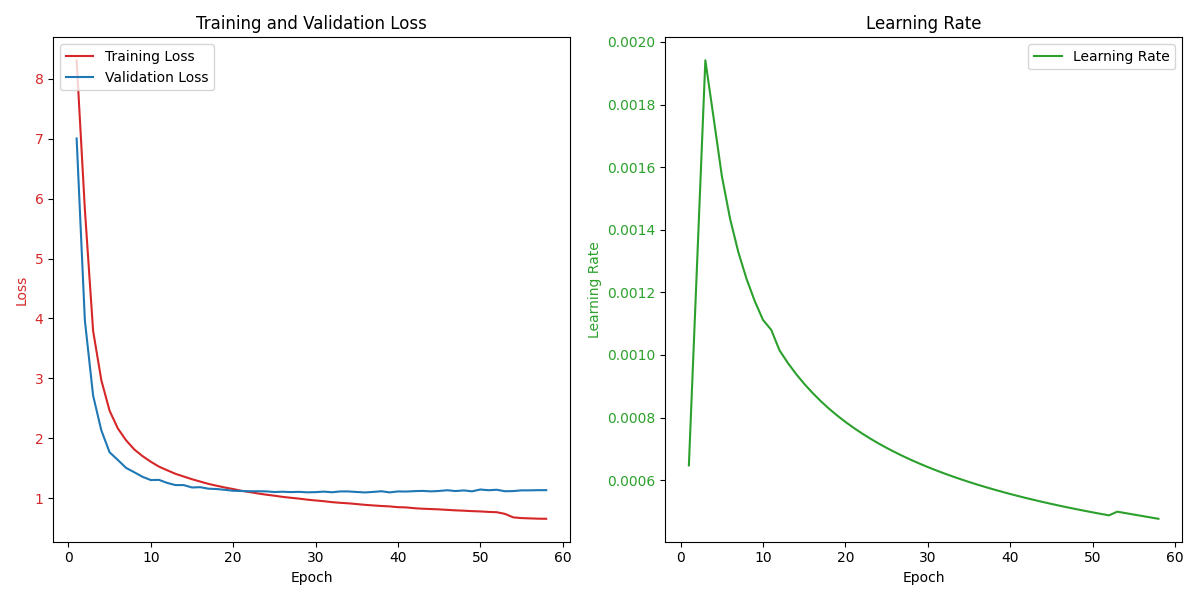 Training and Validation Loss
Training Loss
Validation Loss
8
7
6
5
4
3
2
1
Loss
0 10 20 30 40 50 60
Epoch
Learning Rate
Learning Rate
0.0020
0.0018
0.0016
0.0014
0.0012
0.0010
0.0008
0.0006
Learning Rate
0 10 20 30 40 50 60
Epoch